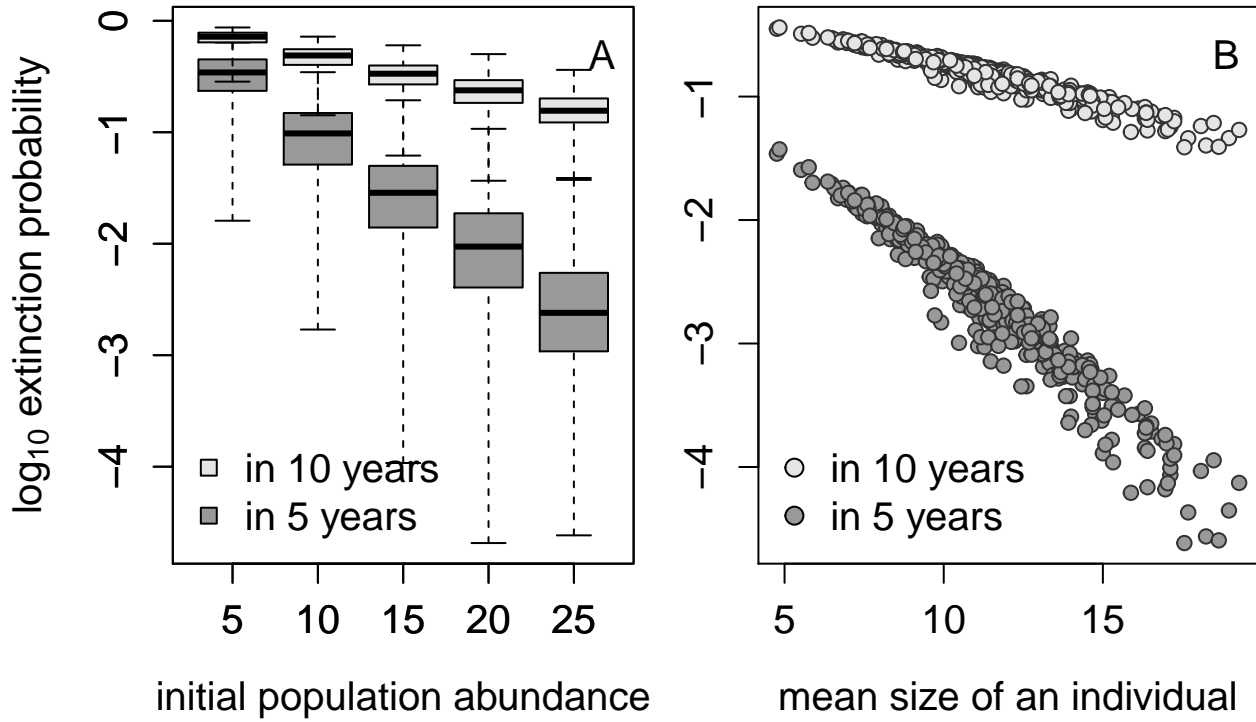 A
log10 extinction probability
0
−1
−2
−3
−4
in 10 years
in 5 years
5 10 15 20 25
initial population abundance
B
−1
−2
−3
−4
in 10 years
in 5 years
5 10 15
mean size of an individual